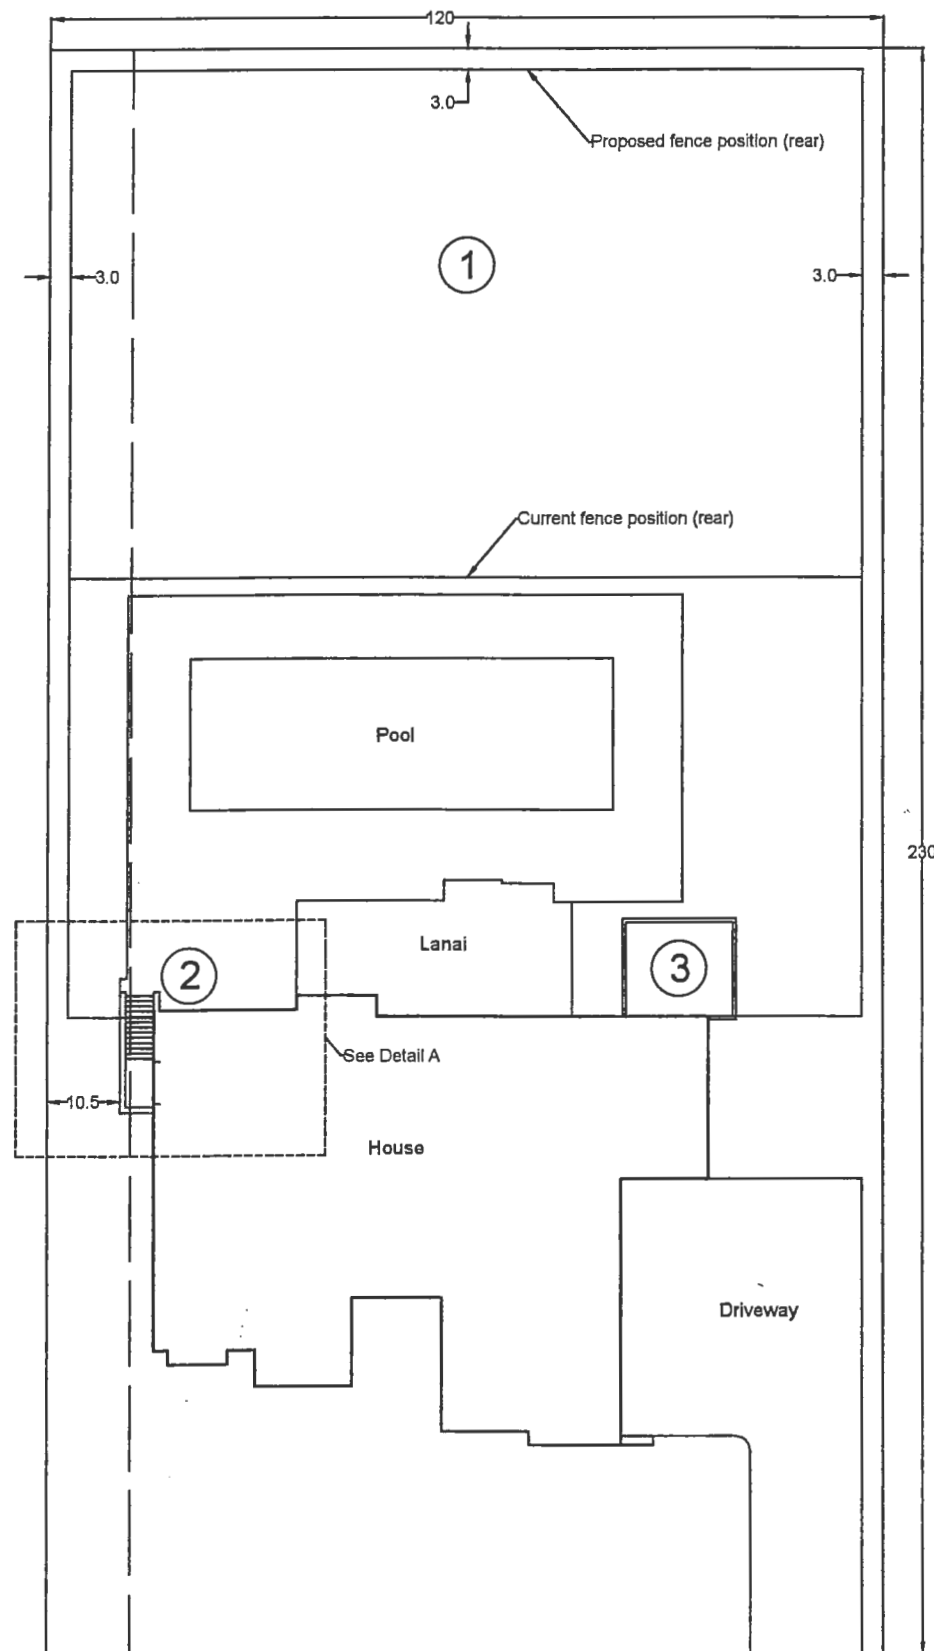 120
3.0
Proposed fence position (rear)
1
3.0
3.0
Current fence position (rear)
Pool
230
Lanai
2
3
See Detail A
10.5
House
Driveway